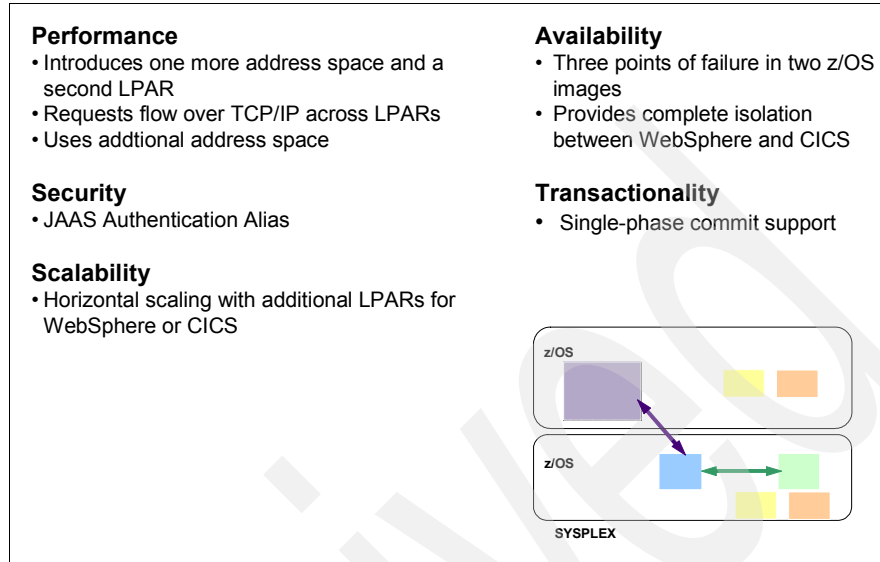 Performance
• Introduces one more address space and a
second LPAR
• Requests flow over TCP/IP across LPARs
• Uses addtional address space
Security
• JAAS Authentication Alias
Scalability
• Horizontal scaling with additional LPARs for
WebSphere or CICS
Availability
• Three points of failure in two z/OS
images
• Provides complete isolation
between WebSphere and CICS
Transactionality
• Single-phase commit support
z/OS
z/OS
SYSPLEX